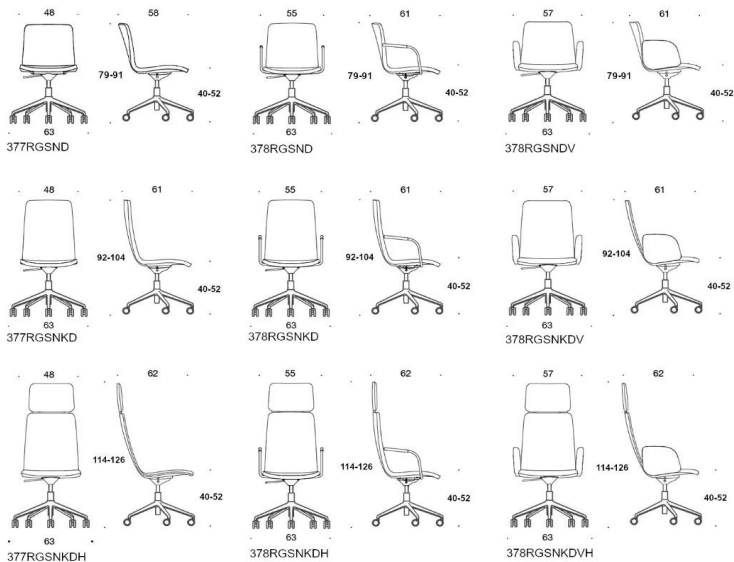 48 58 55 61 57 61
79-91 79-91 79-91
40-52 40-52 40-52
63 63 63
377RGSND 378RGSND 378RGSNDV
48 61 55 61 57 61
92-104 92-104 92-104
40-52 40-52 40-52
63 63 63
377RGSNKD 378RGSNKD 378RGSNKDV
48 62 55 62 57 62
114-126 114-126 114-126
40-52 40-52 40-52
63 63 63
377RGSNKDH 378RGSNKDH 378RGSNKDVH